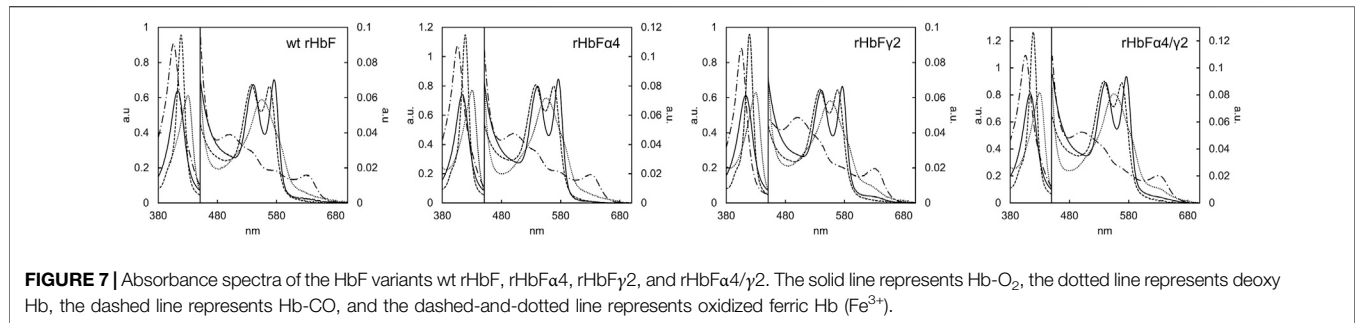 wt rHbF
rHbFα4
rHbFγ2
rHbFα4/γ2
1
0.8
0.6
0.4
0.2
0
a.u.
0.1
0.08
0.06
0.04
0.02
0
a.u.
380 480 580 680
nm
1.2
1
0.8
0.6
0.4
0.2
0
a.u.
0.12
0.1
0.08
0.06
0.04
0.02
0
a.u.
380 480 580 680
nm
1
0.8
0.6
0.4
0.2
0
a.u.
0.1
0.08
0.06
0.04
0.02
0
a.u.
380 480 580 680
nm
1.2
1
0.8
0.6
0.4
0.2
0
a.u.
0.12
0.1
0.08
0.06
0.04
0.02
0
a.u.
380 480 580 680
nm
FIGURE 7 | Absorbance spectra of the HbF variants wt rHbF, rHbFα4, rHbFγ2, and rHbFα4/γ2. The solid line represents Hb-O₂, the dotted line represents deoxy
Hb, the dashed line represents Hb-CO, and the dashed-and-dotted line represents oxidized ferric Hb (Fe³⁺).